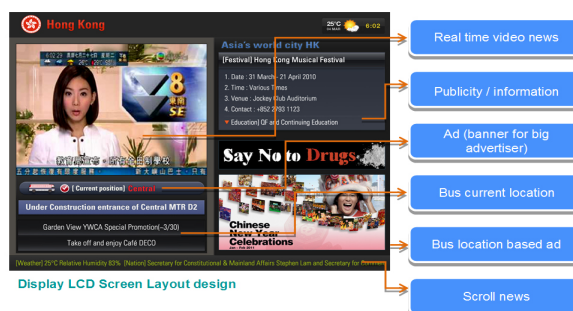 Hong Kong
25°C
6:02
Real time video news
Asia's world city HK
[Festival] Hong Kong Musical Festival
1. Date : 31 March - 21 April 2010
2. Time : Various Times
3. Venue : Jockey Club Auditorium
4. Contact : +852 2793 1123
Education] QF and Continuing Education
Publicity / information
8
東南
SE
Ad (banner for big
advertiser)
Say No to Drugs
[ Current position] Central
Bus current location
Under Construction entrance of Central MTR D2
Garden View YWCA Special Promotion(~3/30)
Take off and enjoy Café DECO
Chinese
New Year
Celebrations
Bus location based ad
[Weather] 25°C Relative Humidity 83% [Nation] Secretary for Constitutional & Mainland Affairs Stephen Lam and Secretary for
Display LCD Screen Layout design
Scroll news